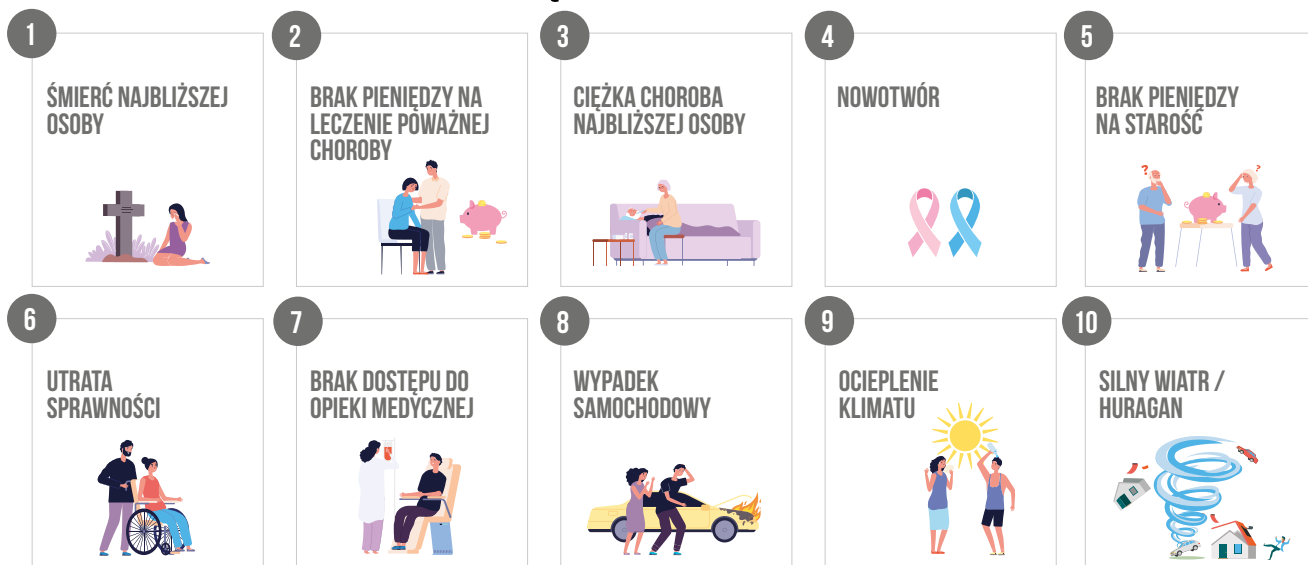 1
ŚMIERĆ NAJBLIŻSZEJ
OSOBY
2
BRAK PIENIĘDZY NA
LECZENIE POWAŻNEJ
CHOROBY
3
CIĘŻKA CHOROBA
NAJBLIŻSZEJ OSOBY
4
NOWOTWÓR
5
BRAK PIENIĘDZY
NA STAROŚĆ
? ?
6
UTRATA
SPRAWNOŚCI
7
BRAK DOSTĘPU DO
OPIEKI MEDYCZNEJ
8
WYPADEK
SAMOCHODOWY
9
OCIEPLENIE
KLIMATU
10
SILNY WIATR /
HURAGAN